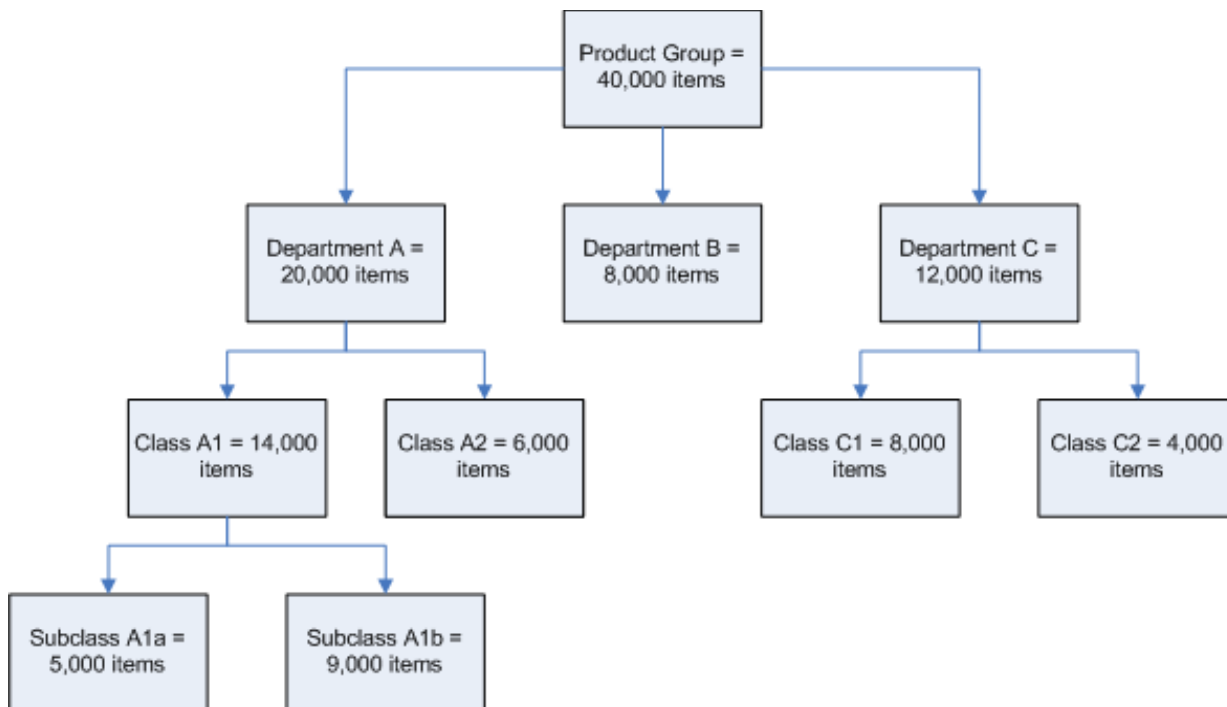 Product Group =
40,000 items
Department A =
20,000 items
Department B =
8,000 items
Department C =
12,000 items
Class A1 = 14,000
items
Class A2 = 6,000
items
Class C1 = 8,000
items
Class C2 = 4,000
items
Subclass A1a =
5,000 items
Subclass A1b =
9,000 items